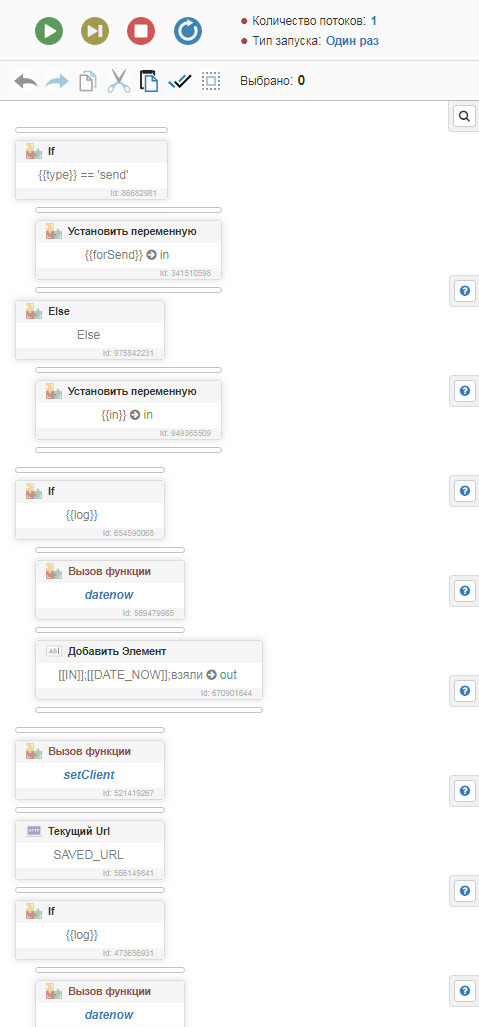 Количество потоков: 1
Тип запуска: Один раз
Выбрано: 0
If
{{type}} == 'send'
Id: 86682981
Установить переменную
{{forSend}} in
Id: 341510598
Else
Else
Id: 975842231
Установить переменную
{{in}} in
Id: 949365509
If
{{log}}
Id: 654590068
Вызов функции
datenow
Id: 569479985
Добавить Элемент
[[IN]];[[DATE_NOW]];взяли out
Id: 670901644
Вызов функции
setClient
Id: 521419267
Текущий Url
SAVED_URL
Id: 566149841
If
{{log}}
Id: 473656931
Вызов функции
datenow